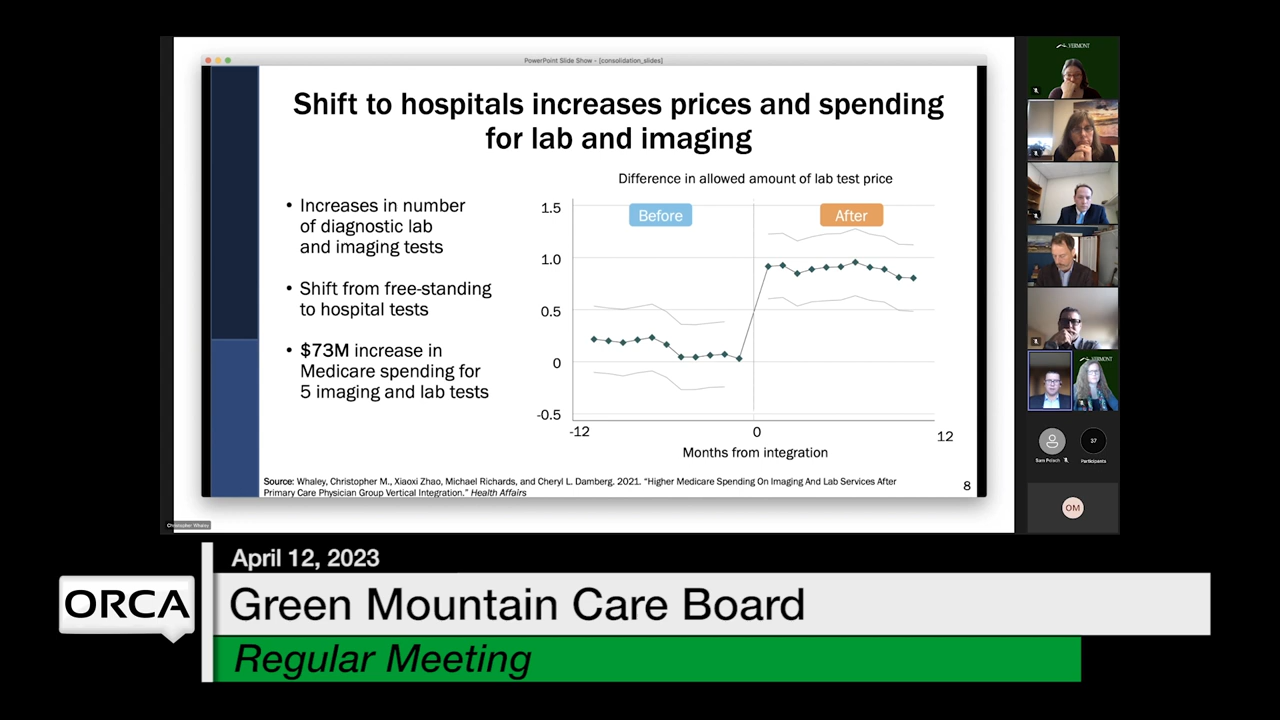 PowerPoint Slide Show - [consolidation_slides]
Shift to hospitals increases prices and spending
for lab and imaging
• Increases in number
of diagnostic lab
and imaging tests
• Shift from free-standing
to hospital tests
• $73M increase in
Medicare spending for
5 imaging and lab tests
Difference in allowed amount of lab test price
Before
After
1.5
1.0
0.5
0
-0.5
-12
0
12
Months from integration
Source: Whaley, Christopher M., Xiaoxi Zhao, Michael Richards, and Cheryl L. Damberg. 2021. "Higher Medicare Spending On Imaging And Lab Services After
Primary Care Physician Group Vertical Integration." Health Affairs
8
Christopher Whaley
VERMONT
VERMONT
37
Participants
OM
April 12, 2023
ORCA
Green Mountain Care Board
Regular Meeting